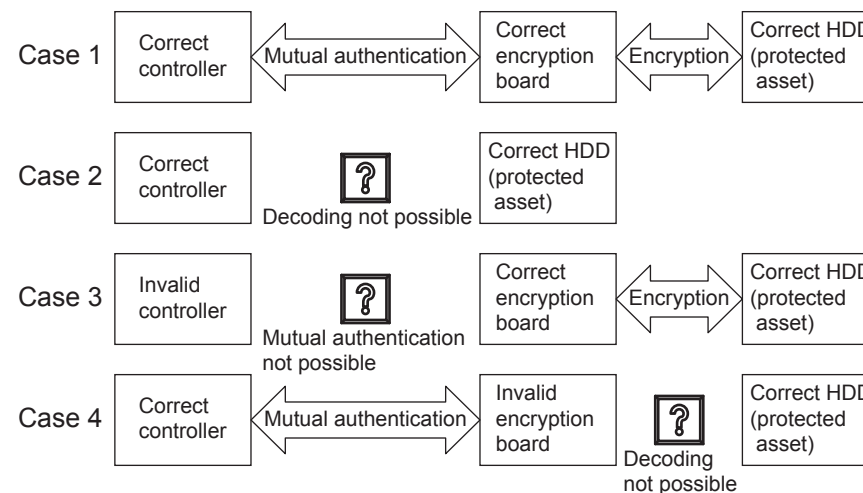 Case 1
Correct
controller
Mutual authentication
Correct
encryption
board
Encryption
Correct HDD
(protected
asset)
Case 2
Correct
controller
?
Decoding not possible
Correct HDD
(protected
asset)
Case 3
Invalid
controller
?
Mutual authentication
not possible
Correct
encryption
board
Encryption
Correct HDD
(protected
asset)
Case 4
Correct
controller
Mutual authentication
Invalid
encryption
board
?
Decoding
not possible
Correct HDD
(protected
asset)